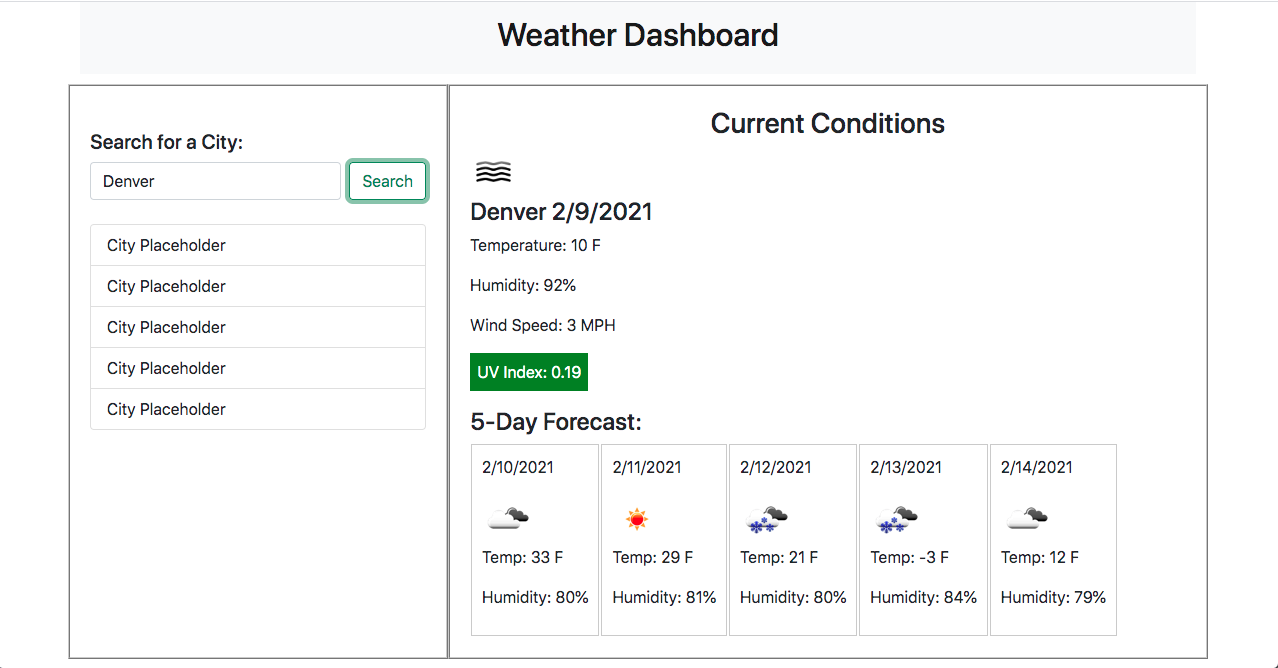 Weather Dashboard
Search for a City:
Denver
Search
City Placeholder
City Placeholder
City Placeholder
City Placeholder
City Placeholder
Current Conditions
Denver 2/9/2021
Temperature: 10 F
Humidity: 92%
Wind Speed: 3 MPH
UV Index: 0.19
5-Day Forecast:
2/10/2021
Temp: 33 F
Humidity: 80%
2/11/2021
Temp: 29 F
Humidity: 81%
2/12/2021
Temp: 21 F
Humidity: 80%
2/13/2021
Temp: -3 F
Humidity: 84%
2/14/2021
Temp: 12 F
Humidity: 79%